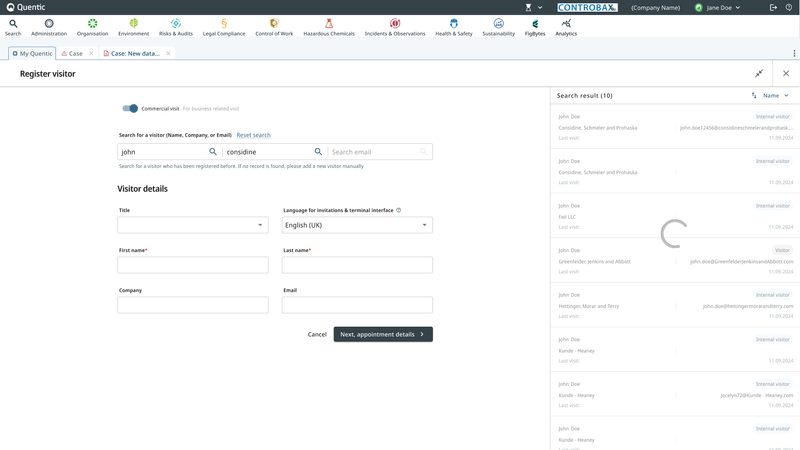 Quentic
CONTROBAX
(Company Name)
Jane Doe
Search
Administration
Organisation
Environment
Risks & Audits
Legal Compliance
Control of Work
Hazardous Chemicals
Incidents & Observations
Health & Safety
Sustainability
FigBytes
Analytics
My Quentic
Case
Case: New data...
Register visitor
Commercial visit For business related visit
Search for a visitor (Name, Company, or Email) Reset search
john
considine
Search email
Search for a visitor who has been registered before. If no record is found, please add a new visitor manually
Visitor details
Title
Language for invitations & terminal interface
English (UK)
First name*
Last name*
Company
Email
Cancel
Next, appointment details
Search result (10)
Name
John Doe Internal visitor
Considine, Schmeler and Prohaska john.doe12456@considineschmelerandprohask...
Last visit: 11.09.2024
John Doe Internal visitor
Considine, Schmeler and Prohaska
Last visit: 11.09.2024
John Doe Internal visitor
Feil LLC
Last visit: 11.09.2024
John Doe Visitor
Greenfelder, Jenkins and Abbott john.doe@GreenfelderJenkinsandAbbott.com
Last visit: 11.09.2024
John Doe Internal visitor
Hettinger, Morar and Terry john.doe@hettingermorarandterry.com
Last visit: 11.09.2024
John Doe Internal visitor
Kunde - Heaney
Last visit: 11.09.2024
John Doe Internal visitor
Kunde - Heaney Jocelyn72@Kunde - Heaney.com
Last visit: 11.09.2024
John Doe Internal visitor
Kunde - Heaney
Last visit: 11.09.2024